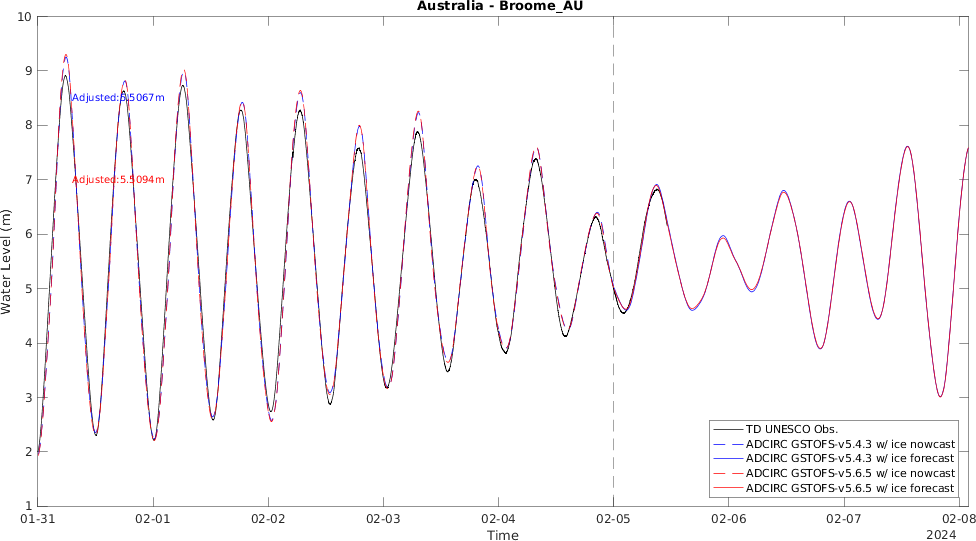 Australia - Broome_AU
10
9
8
7
6
5
4
3
2
1
Water Level (m)
Adjusted:5.5067m
Adjusted:5.5094m
TD UNESCO Obs.
ADCIRC GSTOFS-v5.4.3 w/ ice nowcast
ADCIRC GSTOFS-v5.4.3 w/ ice forecast
ADCIRC GSTOFS-v5.6.5 w/ ice nowcast
ADCIRC GSTOFS-v5.6.5 w/ ice forecast
01-31 02-01 02-02 02-03 02-04 02-05 02-06 02-07 02-08
Time
2024